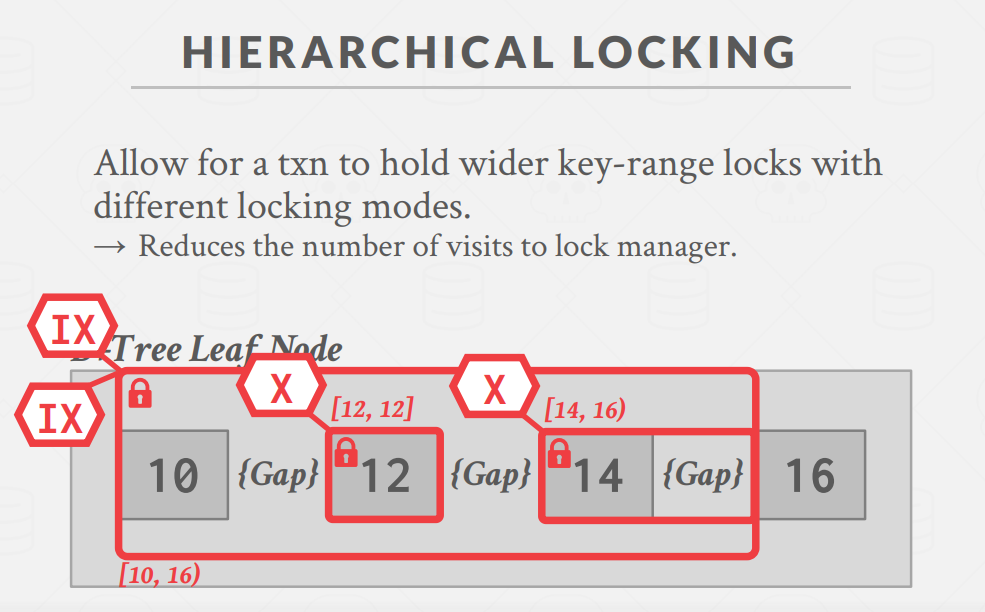 HIERARCHICAL LOCKING
Allow for a txn to hold wider key-range locks with
different locking modes.
→ Reduces the number of visits to lock manager.
IX
Tree Leaf Node
IX
X
[12, 12]
X
[14, 16)
10 {Gap} 12 {Gap} 14 {Gap} 16
[10, 16)